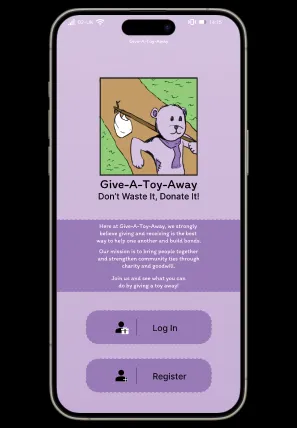 Give-A-Toy-Away
Give-A-Toy-Away
Don't Waste It, Donate It!
Here at Give-A-Toy-Away, we strongly
believe giving and receiving is the best
way to help one another and build bonds.
Our mission is to bring people together
and strengthen community ties through
charity and goodwill.
Join us and see what you can
do by giving a toy away!
Log In
Register